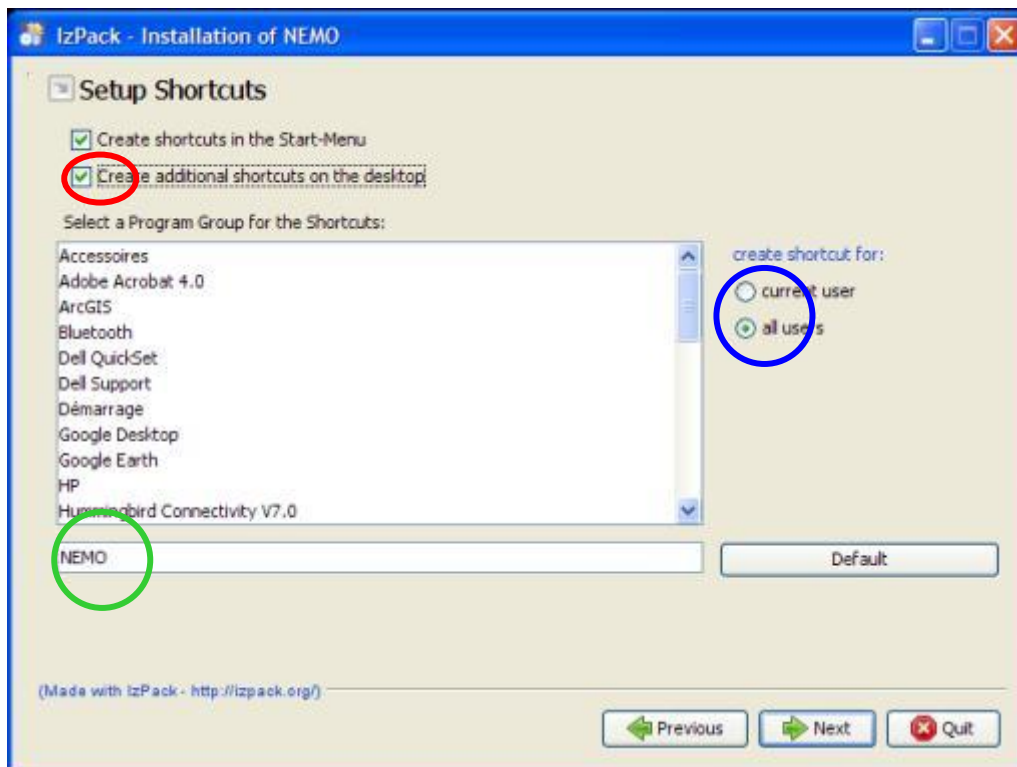 IzPack - Installation of NEMO
Setup Shortcuts
Create shortcuts in the Start-Menu
Create additional shortcuts on the desktop
Select a Program Group for the Shortcuts:
Accessoires
Adobe Acrobat 4.0
ArcGIS
Bluetooth
Dell QuickSet
Dell Support
Démarrage
Google Desktop
Google Earth
HP
Hummingbird Connectivity V7.0
create shortcut for:
current user
all users
NEMO
Default
(Made with IzPack - http://izpack.org/)
Previous
Next
Quit